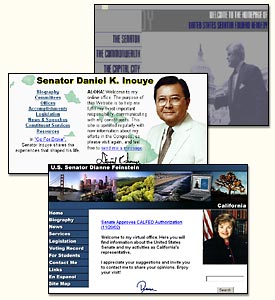 WELCOME TO THE HOMEPAGE OF
UNITED STATES SENATOR EDWARD KENNEDY
THE SENATOR
THE COMMONWEALTH
THE CAPITAL CITY
Senator Daniel K. Inouye
Biography
Committees
Offices
Accomplishments
Legislation
News & Speeches
Constituent Services
Resources
In "Go For Broke",
Senator Inouye shares the
experiences that shaped his life.
ALOHA! Welcome to my
online office. The purpose of
this Website is to help me
fulfill my most important
responsibility, communicating
with my constituents. This
site is updated regularly with
new information about my
efforts in the Congress, so
please visit again, and feel
free to send me a message.
U.S. Senator Dianne Feinstein
California
Home
Biography
News
Services
Legislation
Voting Record
For Students
Contact Me
Links
En Espanol
Site Map
Senate Approves CALFED Authorization
(11/20/02)
Welcome to my virtual office. Here you will
find information about the United States
Senate and my activities as California's
representative.
I appreciate your suggestions and invite you
to contact me to share your opinions. Enjoy
your visit!
Search